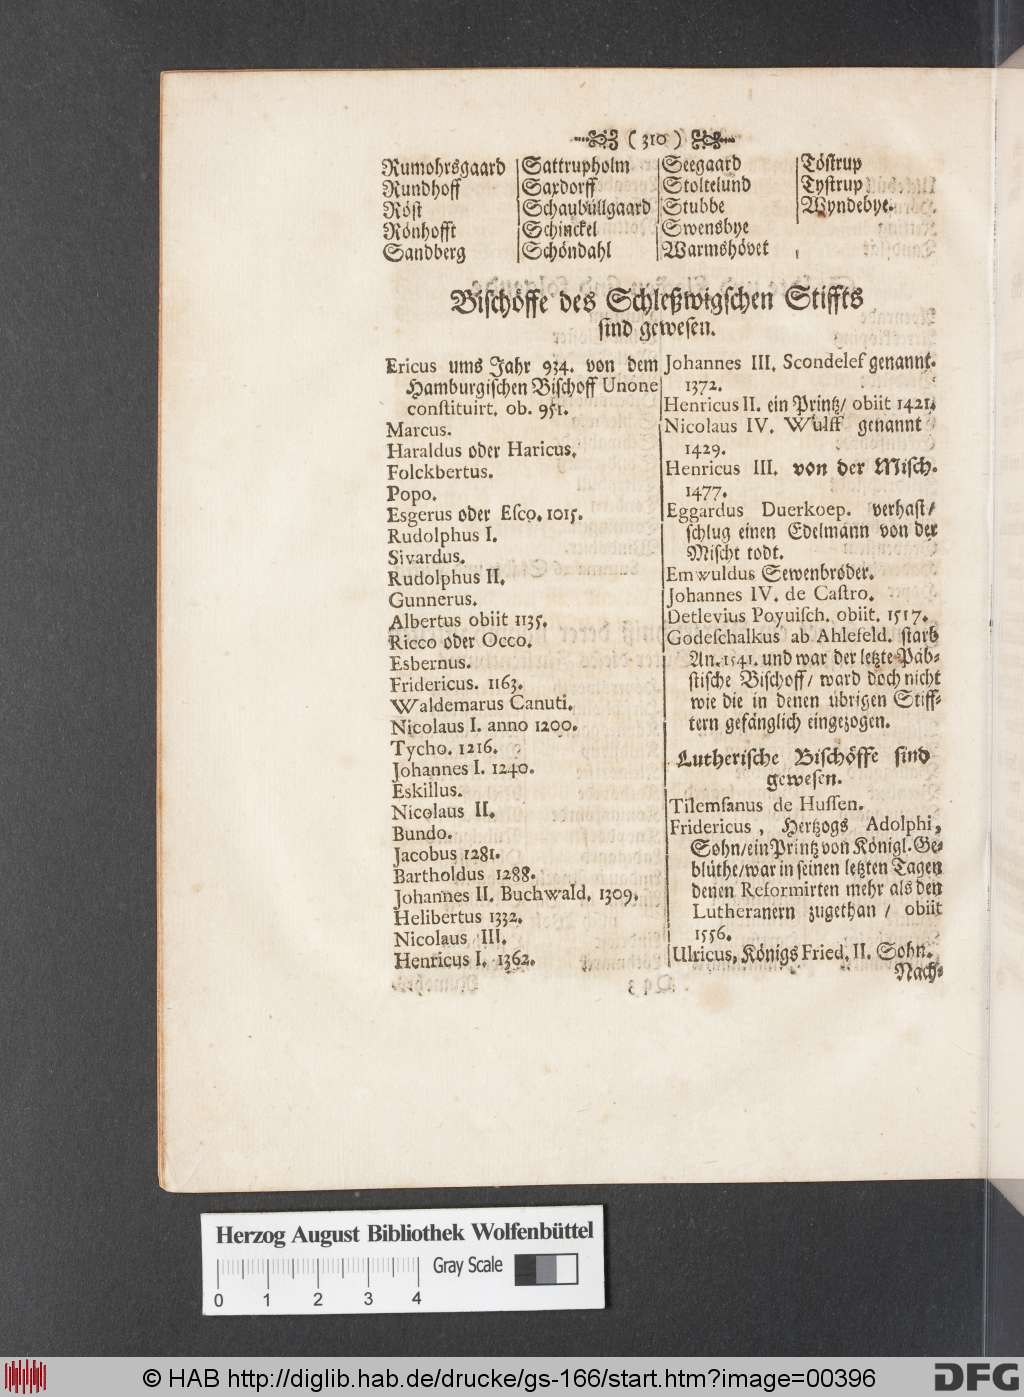 ( 310 )
Rumohrsgaard
Rundhoff
Röst
Rönhofft
Sandberg
Sattrupholm
Saxdorff
Schaubüllgaard
Schinckel
Schöndahl
Seegaard
Stoltelund
Stubbe
Swensbye
Warmshövet
Töstrup
Tystrup
Wyndebye.
Bischöffe des Schleßwigschen Stiffts
sind gewesen.
Ericus ums Jahr 934. von dem
Hamburgischen Bischoff Unone
constituirt, ob. 951.
Marcus.
Haraldus oder Haricus.
Folckbertus.
Popo.
Esgerus oder Esco. 1015.
Rudolphus I.
Sivardus.
Rudolphus II.
Gunnerus.
Albertus obiit 1135.
Ricco oder Occo.
Esbernus.
Fridericus. 1163.
Waldemarus Canuti.
Nicolaus I. anno 1200.
Tycho. 1216.
Johannes I. 1240.
Eskillus.
Nicolaus II.
Bundo.
Jacobus 1281.
Bartholdus 1288.
Johannes II. Buchwald. 1309.
Helibertus 1332.
Nicolaus III.
Henricus I. 1362.
Johannes III. Scondelef genannt.
1372.
Henricus II. ein Printz/ obiit 1421.
Nicolaus IV. Wulff genannt
1429.
Henricus III. von der Misch.
1477.
Eggardus Duerkoep. verhast/
schlug einen Edelmann von der
Mischt todt.
Emwuldus Sewenbröder.
Johannes IV. de Castro.
Detlevius Poyuisch. obiit. 1517.
Godeschalkus ab Ahlefeld. starb
An. 1541. und war der letzte Päb-
stische Bischoff/ ward doch nicht
wie die in denen übrigen Stiff-
tern gefänglich eingezogen.
Lutherische Bischöffe sind
gewesen.
Tilemsanus de Hussen.
Fridericus, Hertzogs Adolphi,
Sohn/ ein Printz von Königl. Ge-
blüthe/ war in seinen letzten Tagen
denen Reformirten mehr als den
Lutheranern zugethan / obiit
1556.
Ulricus, Königs Fried. II. Sohn.
Nach-
Herzog August Bibliothek Wolfenbüttel
Gray Scale
0 1 2 3 4
© HAB http://diglib.hab.de/drucke/gs-166/start.htm?image=00396
DFG